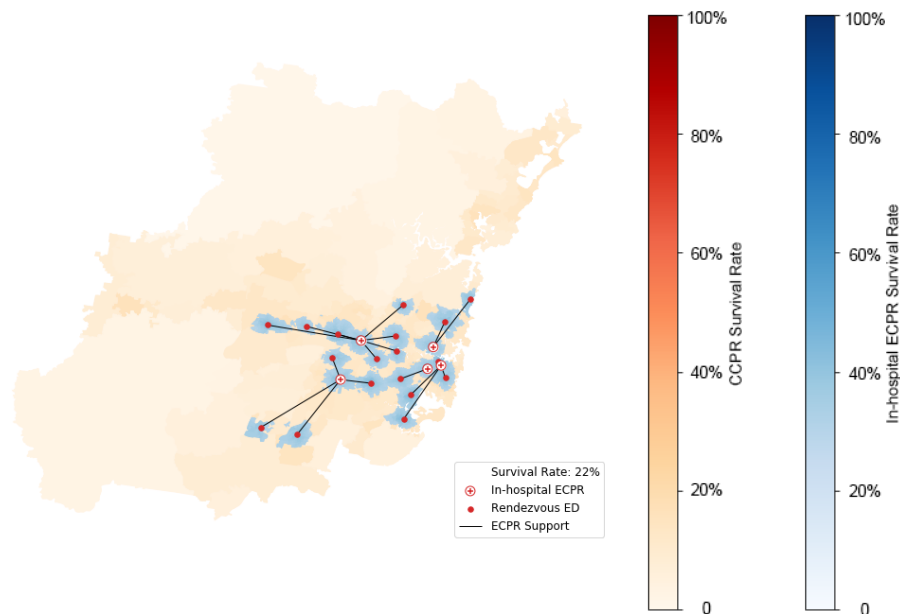 100%
80%
60%
40%
20%
0
CCPR Survival Rate
100%
80%
60%
40%
20%
0
In-hospital ECPR Survival Rate
Survival Rate: 22%
In-hospital ECPR
Rendezvous ED
ECPR Support